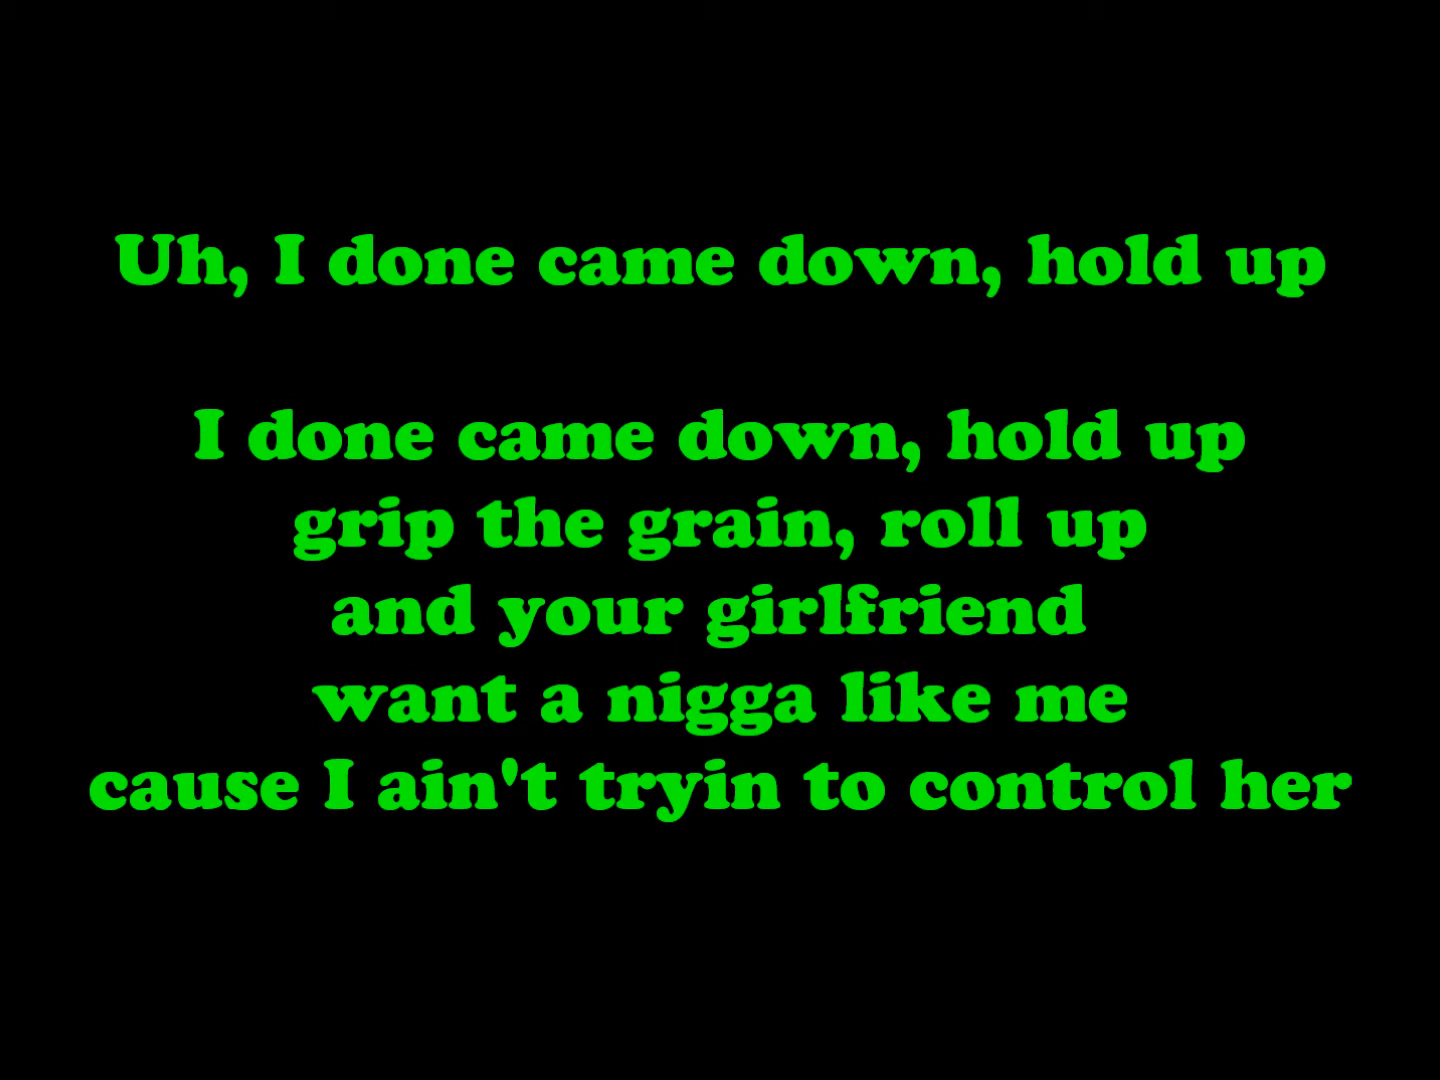 Uh, I done came down, hold up
I done came down, hold up
grip the grain, roll up
and your girlfriend
want a nigga like me
cause I ain't tryin to control her